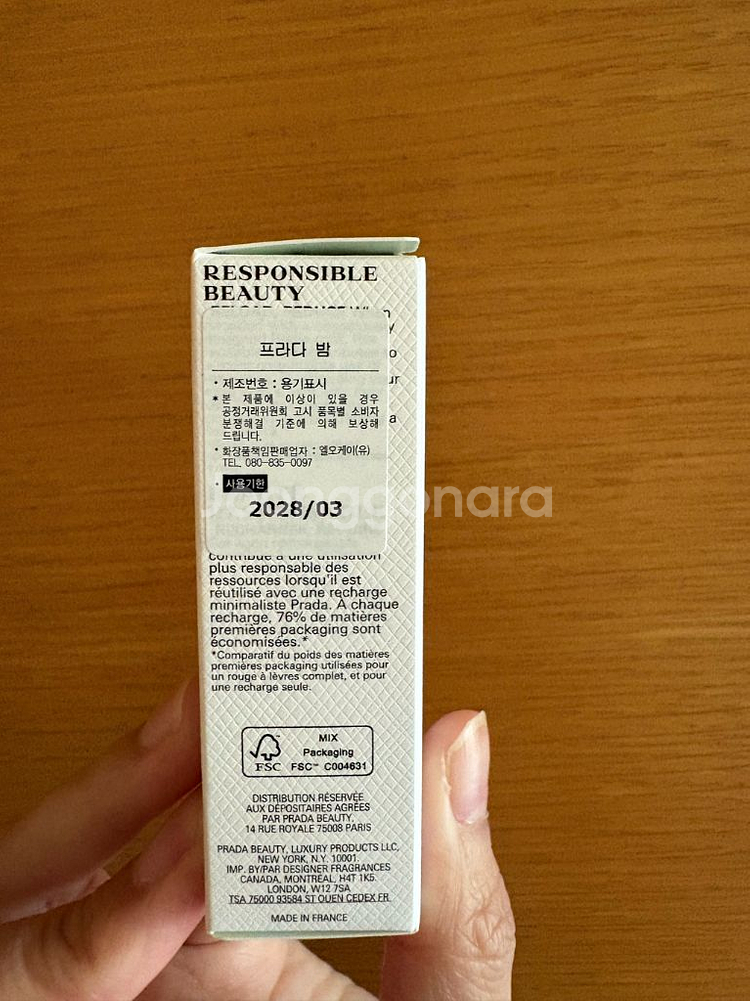 RESPONSIBLE
BEAUTY
프라다 밤
• 제조번호 : 용기표시
* 본 제품에 이상이 있을 경우
공정거래위원회 고시 품목별 소비자
분쟁해결 기준에 의해 보상해
드립니다.
• 화장품책임판매업자 : 엘오케이(유)
TEL. 080-835-0097
• 사용기한
2028/03
Joonggonara
contribue à une utilisation
plus responsable des
ressources lorsqu'il est
réutilisé avec une recharge
minimaliste Prada. À chaque
recharge, 76% de matières
premières packaging sont
économisées.*
*Comparatif du poids des matières
premières packaging utilisées pour
un rouge à lèvres complet, et pour
une recharge seule.
MIX
Packaging
FSC FSC™ C004631
DISTRIBUTION RÉSERVÉE
AUX DÉPOSITAIRES AGRÉÉS
PAR PRADA BEAUTY,
14 RUE ROYALE 75008 PARIS
PRADA BEAUTY, LUXURY PRODUCTS LLC,
NEW YORK, N.Y. 10001.
IMP. BY/PAR DESIGNER FRAGRANCES
CANADA, MONTRÉAL, H4T 1K5.
LONDON, W12 7SA
TSA 75000 93584 ST OUEN CEDEX FR
MADE IN FRANCE